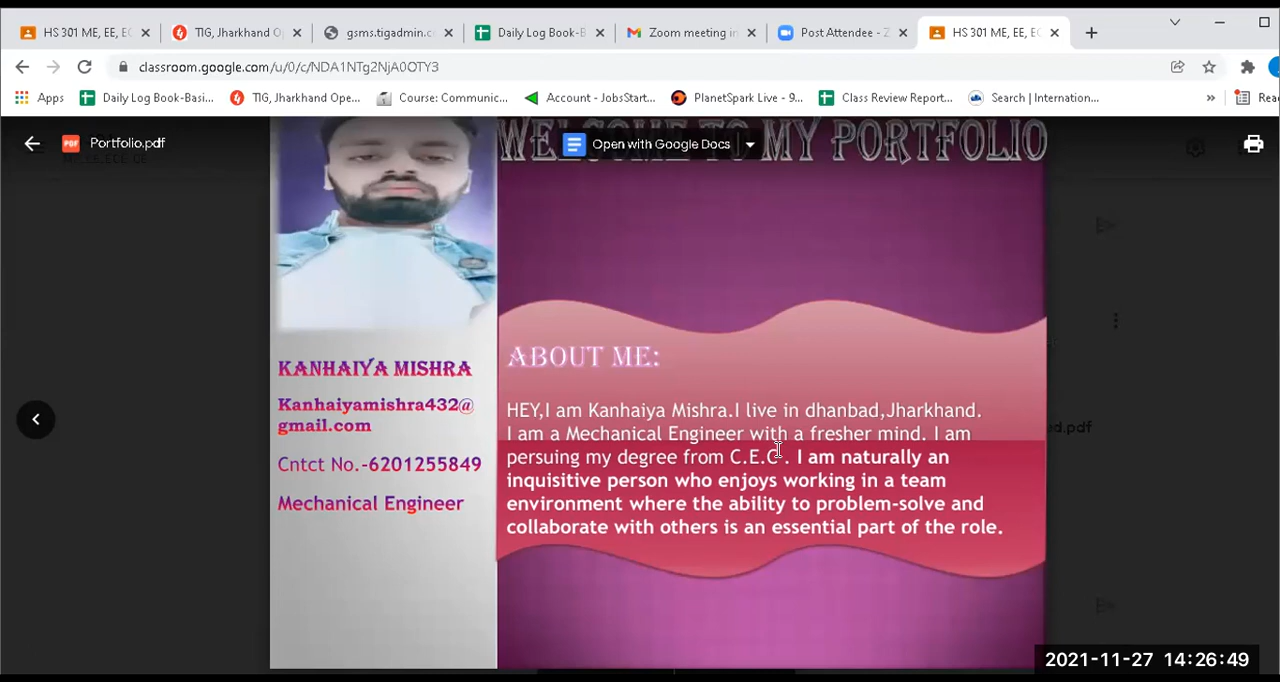 HS 301 ME, EE, EC
TIG, Jharkhand O
gsms.tigadmin.c
Daily Log Book-B
Zoom meeting in
Post Attendee - Z
HS 301 ME, EE, EC
classroom.google.com/u/0/c/NDA1NTg2NjA0OTY3
Apps
Daily Log Book-Basi...
TIG, Jharkhand Ope...
Course: Communic...
Account - JobsStart...
PlanetSpark Live - 9...
Class Review Report...
Search | Internation...
»
Rea
PDF
Portfolio.pdf
WELCOME TO MY PORTFOLIO
Open with Google Docs
KANHAIYA MISHRA
Kanhaiyamishra432@
gmail.com
Cntct No.-6201255849
Mechanical Engineer
ABOUT ME:
HEY,I am Kanhaiya Mishra.I live in dhanbad,Jharkhand.
I am a Mechanical Engineer with a fresher mind. I am
persuing my degree from C.E.C . I am naturally an
inquisitive person who enjoys working in a team
environment where the ability to problem-solve and
collaborate with others is an essential part of the role.
ed.pdf
2021-11-27 14:26:49